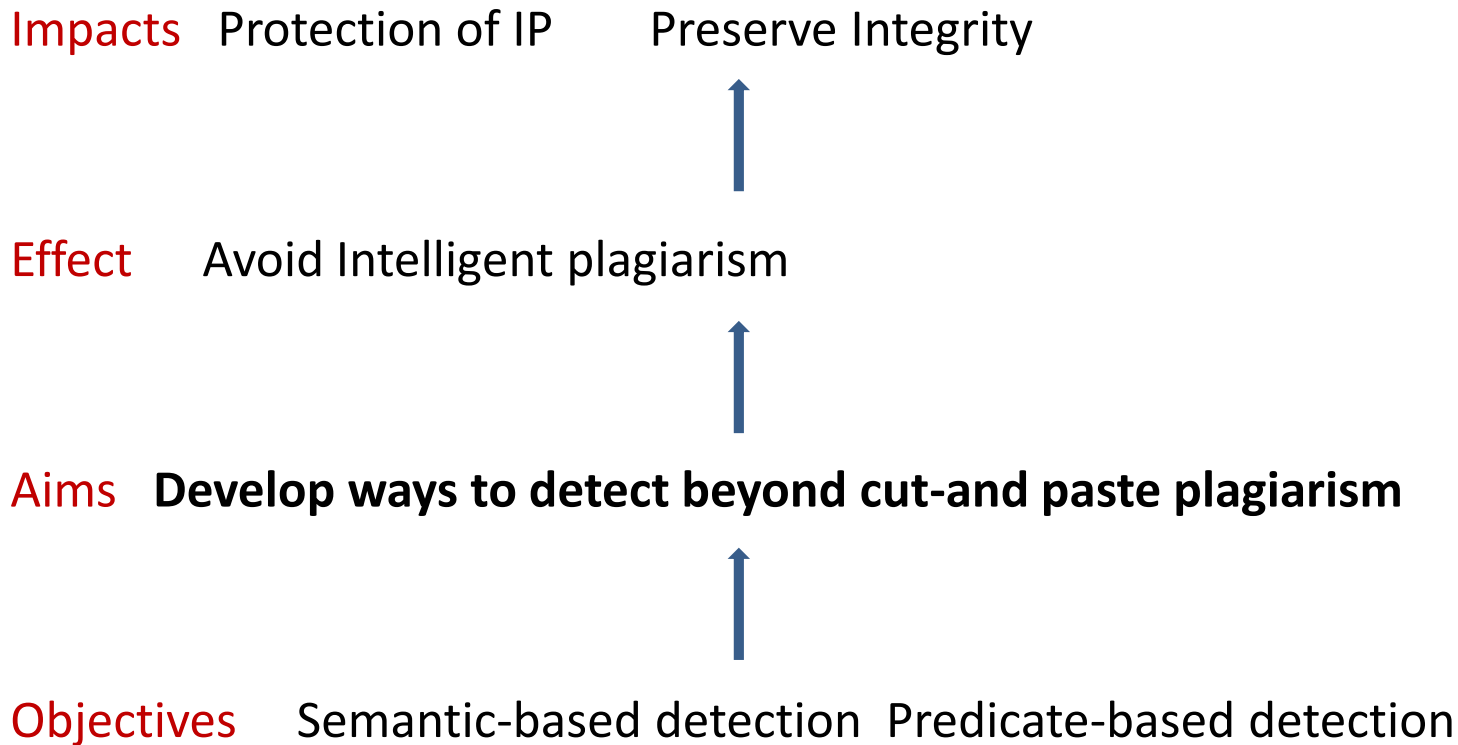 Impacts Protection of IP Preserve Integrity
Effect Avoid Intelligent plagiarism
Aims Develop ways to detect beyond cut-and paste plagiarism
Objectives Semantic-based detection Predicate-based detection